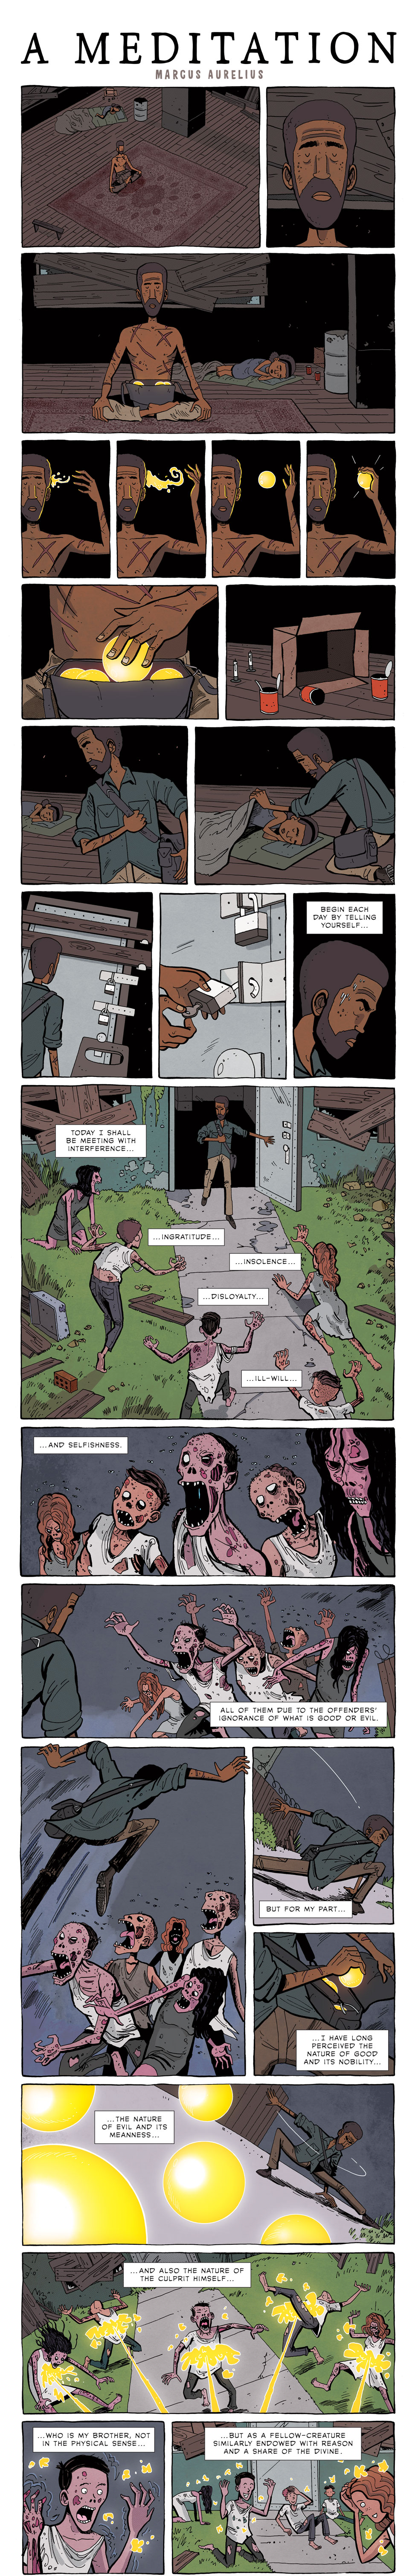 A MEDITATION
MARCUS AURELIUS
BEGIN EACH
DAY BY TELLING
YOURSELF...
TODAY I SHALL
BE MEETING WITH
INTERFERENCE...
...INGRATITUDE...
...INSOLENCE...
...DISLOYALTY...
...ILL-WILL...
...AND SELFISHNESS.
ALL OF THEM DUE TO THE OFFENDERS'
IGNORANCE OF WHAT IS GOOD OR EVIL.
BUT FOR MY PART...
...I HAVE LONG
PERCEIVED THE
NATURE OF GOOD
AND ITS NOBILITY...
...THE NATURE
OF EVIL AND ITS
MEANNESS...
...AND ALSO THE NATURE OF
THE CULPRIT HIMSELF...
...WHO IS MY BROTHER, NOT
IN THE PHYSICAL SENSE...
...BUT AS A FELLOW-CREATURE
SIMILARLY ENDOWED WITH REASON
AND A SHARE OF THE DIVINE.